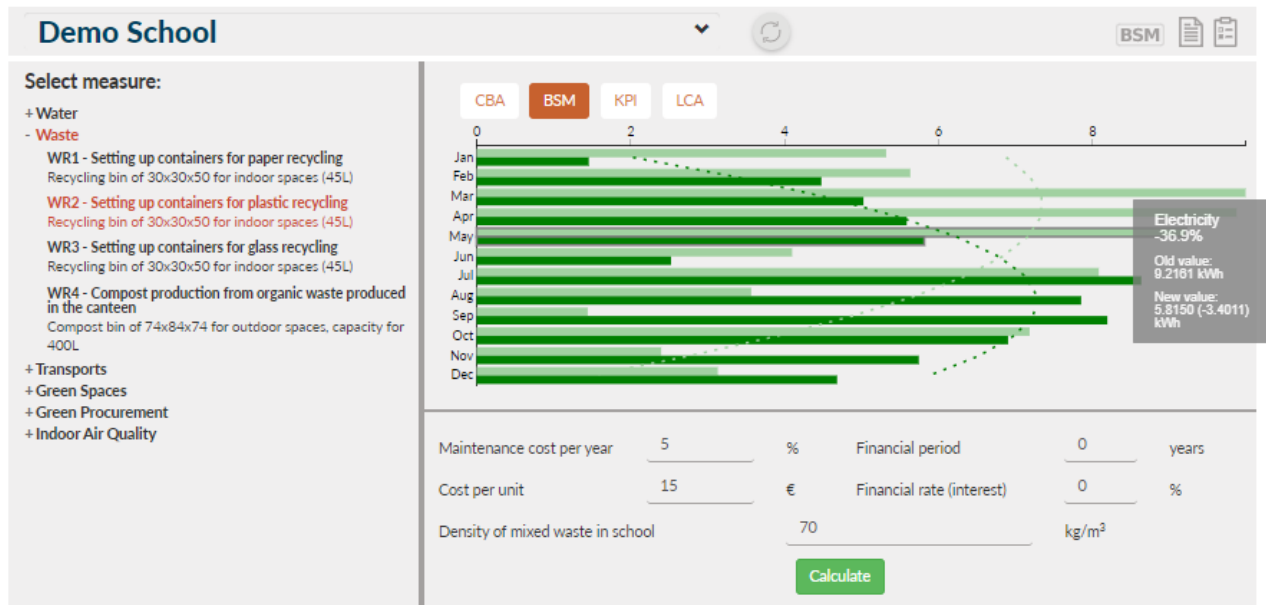 Demo School
BSM
Select measure:
+ Water
- Waste
WR1 - Setting up containers for paper recycling
Recycling bin of 30x30x50 for indoor spaces (45L)
WR2 - Setting up containers for plastic recycling
Recycling bin of 30x30x50 for indoor spaces (45L)
WR3 - Setting up containers for glass recycling
Recycling bin of 30x30x50 for indoor spaces (45L)
WR4 - Compost production from organic waste produced
in the canteen
Compost bin of 74x84x74 for outdoor spaces, capacity for
400L
+ Transports
+ Green Spaces
+ Green Procurement
+ Indoor Air Quality
CBA BSM KPI LCA
0 2 4 6 8
Jan
Feb
Mar
Apr
May
Jun
Jul
Aug
Sep
Oct
Nov
Dec
Electricity
-36.9%
Old value:
9.2161 kWh
New value:
5.8150 (-3.4011)
kWh
Maintenance cost per year 5 % Financial period 0 years
Cost per unit 15 € Financial rate (interest) 0 %
Density of mixed waste in school 70 kg/m³
Calculate